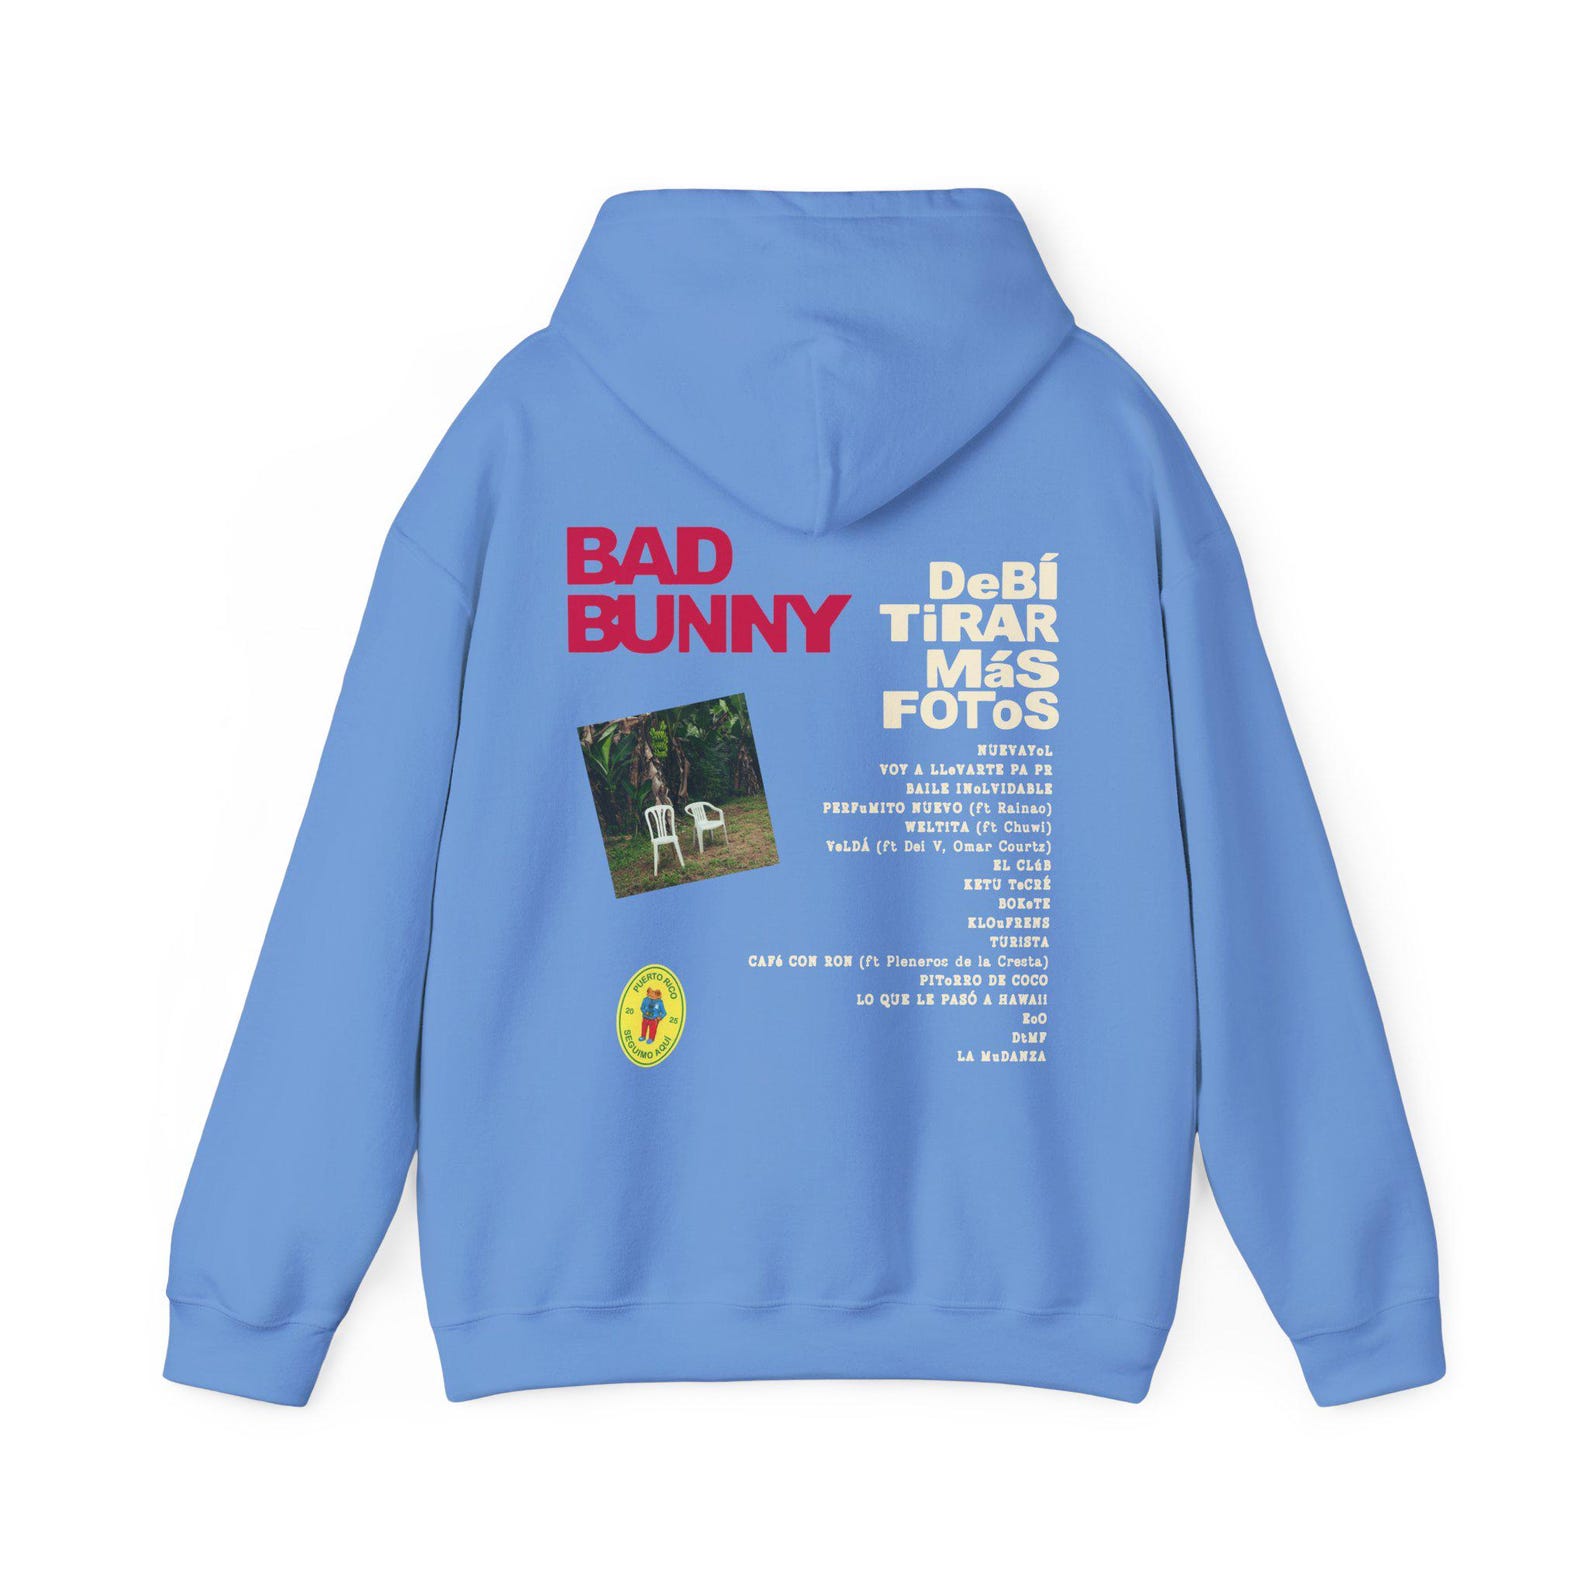 BAD
BUNNY
DeBÍ
TiRAR
MáS
FOToS
NUEVAYoL
VOY A LLeVARTE PA PR
BAILE INoLVIDABLE
PERFuMITO NUEVO (ft Rainao)
WELTiTA (ft Chuwi)
VeLDÁ (ft Dei V, Omar Courtz)
EL CLúB
KETU TeCRÉ
BOKeTE
KLOuFRENS
TURiSTA
CAFé CON RON (ft Pleneros de la Cresta)
PIToRRO DE COCO
LO QUE LE PASÓ A HAWAii
EoO
DtMF
LA MuDANZA
PUERTO RICO
20 25
SEGUIMO AQUÍ